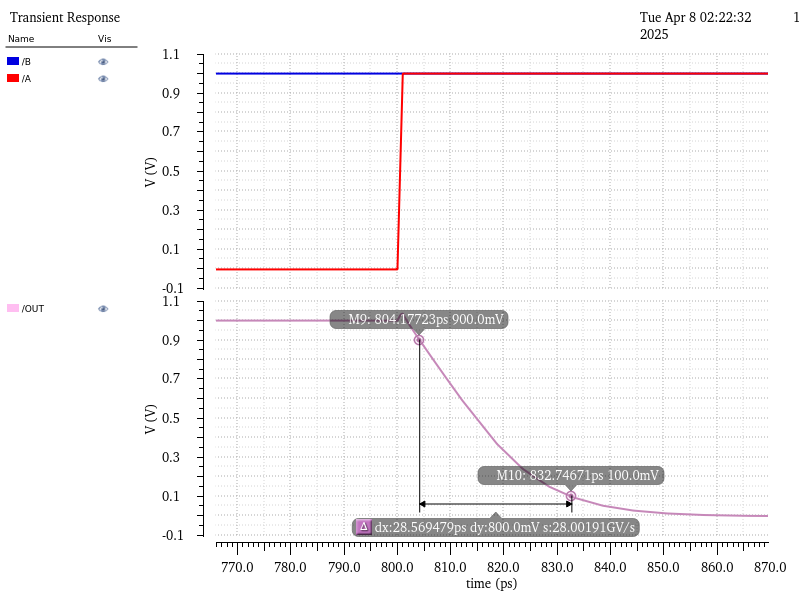 Transient Response
Tue Apr 8 02:22:32 2025
1
Name Vis
/B
/A
1.1
0.9
0.7
0.5
0.3
0.1
-0.1
V (V)
/OUT
1.1
0.9
0.7
0.5
0.3
0.1
-0.1
V (V)
M9: 804.17723ps 900.0mV
M10: 832.74671ps 100.0mV
Δ dx:28.569479ps dy:800.0mV s:28.00191GV/s
770.0 780.0 790.0 800.0 810.0 820.0 830.0 840.0 850.0 860.0 870.0
time (ps)